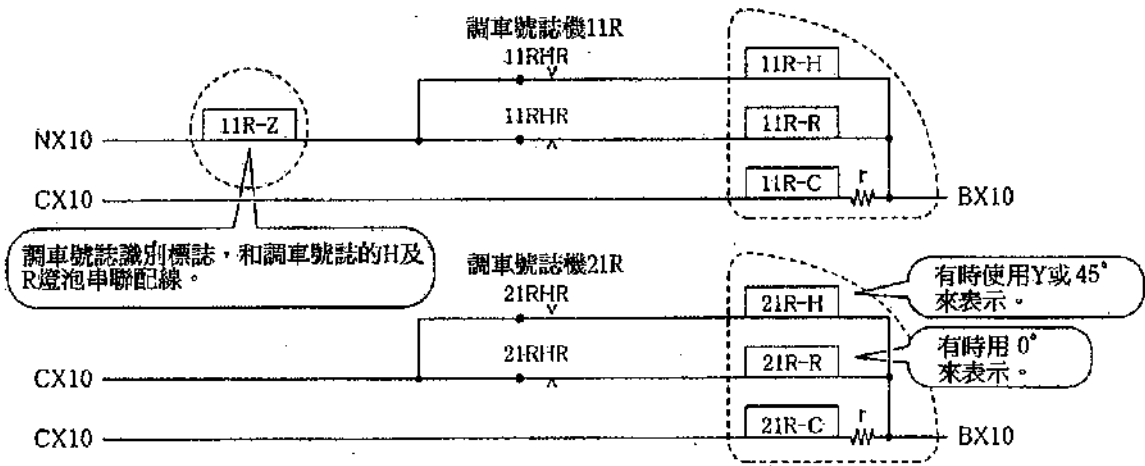 調車號誌機11R
11RHR
11R-H
11R-Z
11RHR
11R-R
NX10
11R-C
r
CX10
BX10
調車號誌識別標誌,和調車號誌的H及
R燈泡串聯配線。
調車號誌機21R
21RHR
21R-H
有時使用Y或45°
來表示。
21RHR
21R-R
有時用 0°
來表示。
CX10
21R-C
r
CX10
BX10